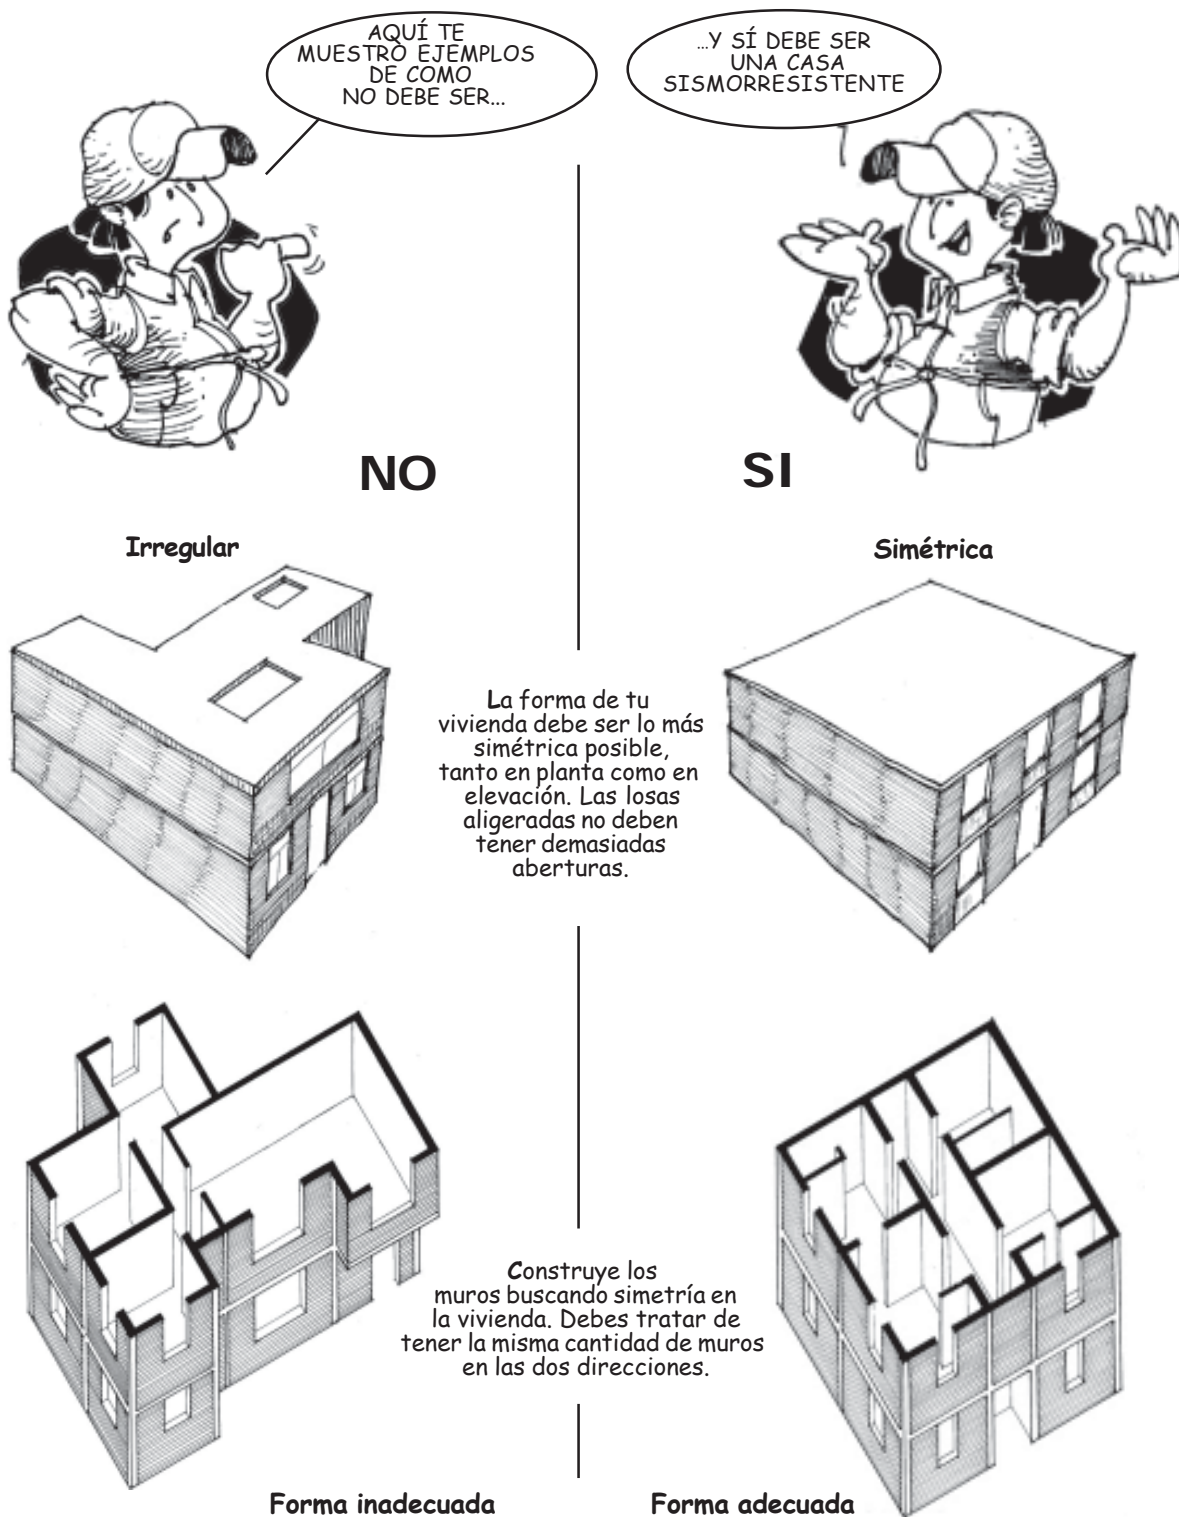 AQUÍ TE
MUESTRO EJEMPLOS
DE COMO
NO DEBE SER...
...Y SÍ DEBE SER
UNA CASA
SISMORRESISTENTE
NO
SI
Irregular
Simétrica
La forma de tu
vivienda debe ser lo más
simétrica posible,
tanto en planta como en
elevación. Las losas
aligeradas no deben
tener demasiadas
aberturas.
Construye los
muros buscando simetría en
la vivienda. Debes tratar de
tener la misma cantidad de muros
en las dos direcciones.
Forma inadecuada
Forma adecuada